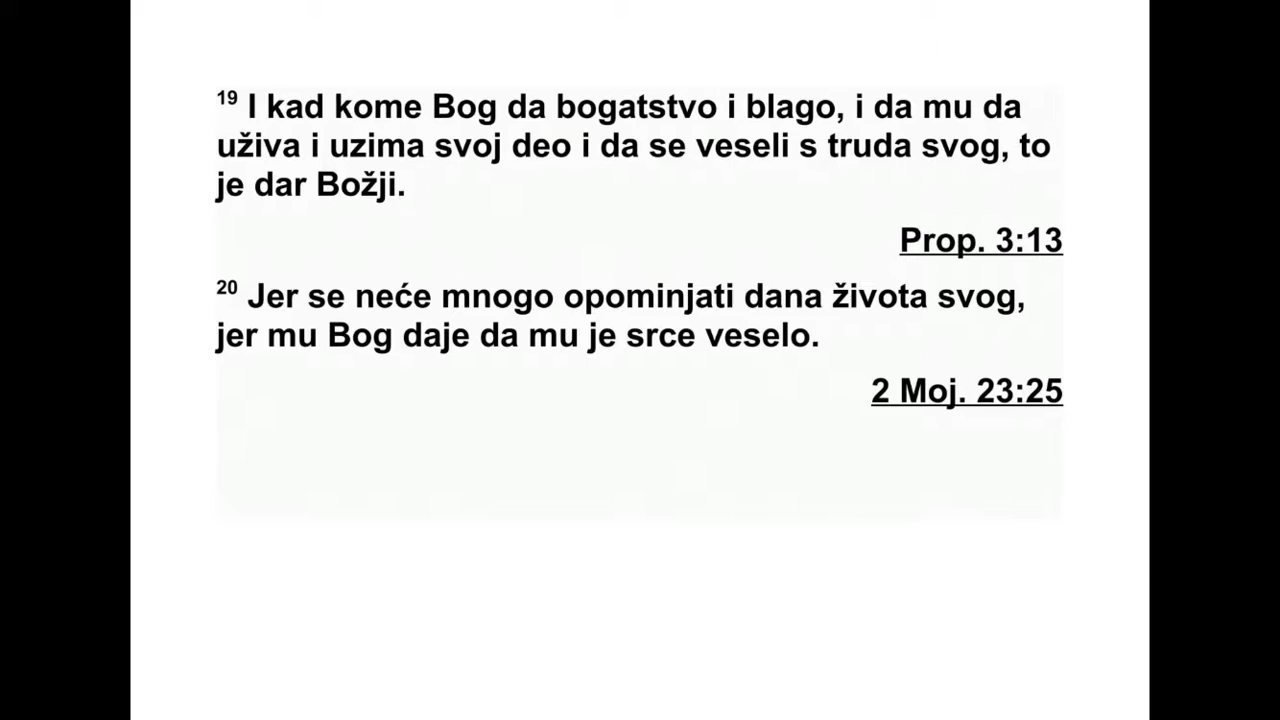 19 I kad kome Bog da bogatstvo i blago, i da mu da
uživa i uzima svoj deo i da se veseli s truda svog, to
je dar Božji.
Prop. 3:13
20 Jer se neće mnogo opominjati dana života svog,
jer mu Bog daje da mu je srce veselo.
2 Moj. 23:25